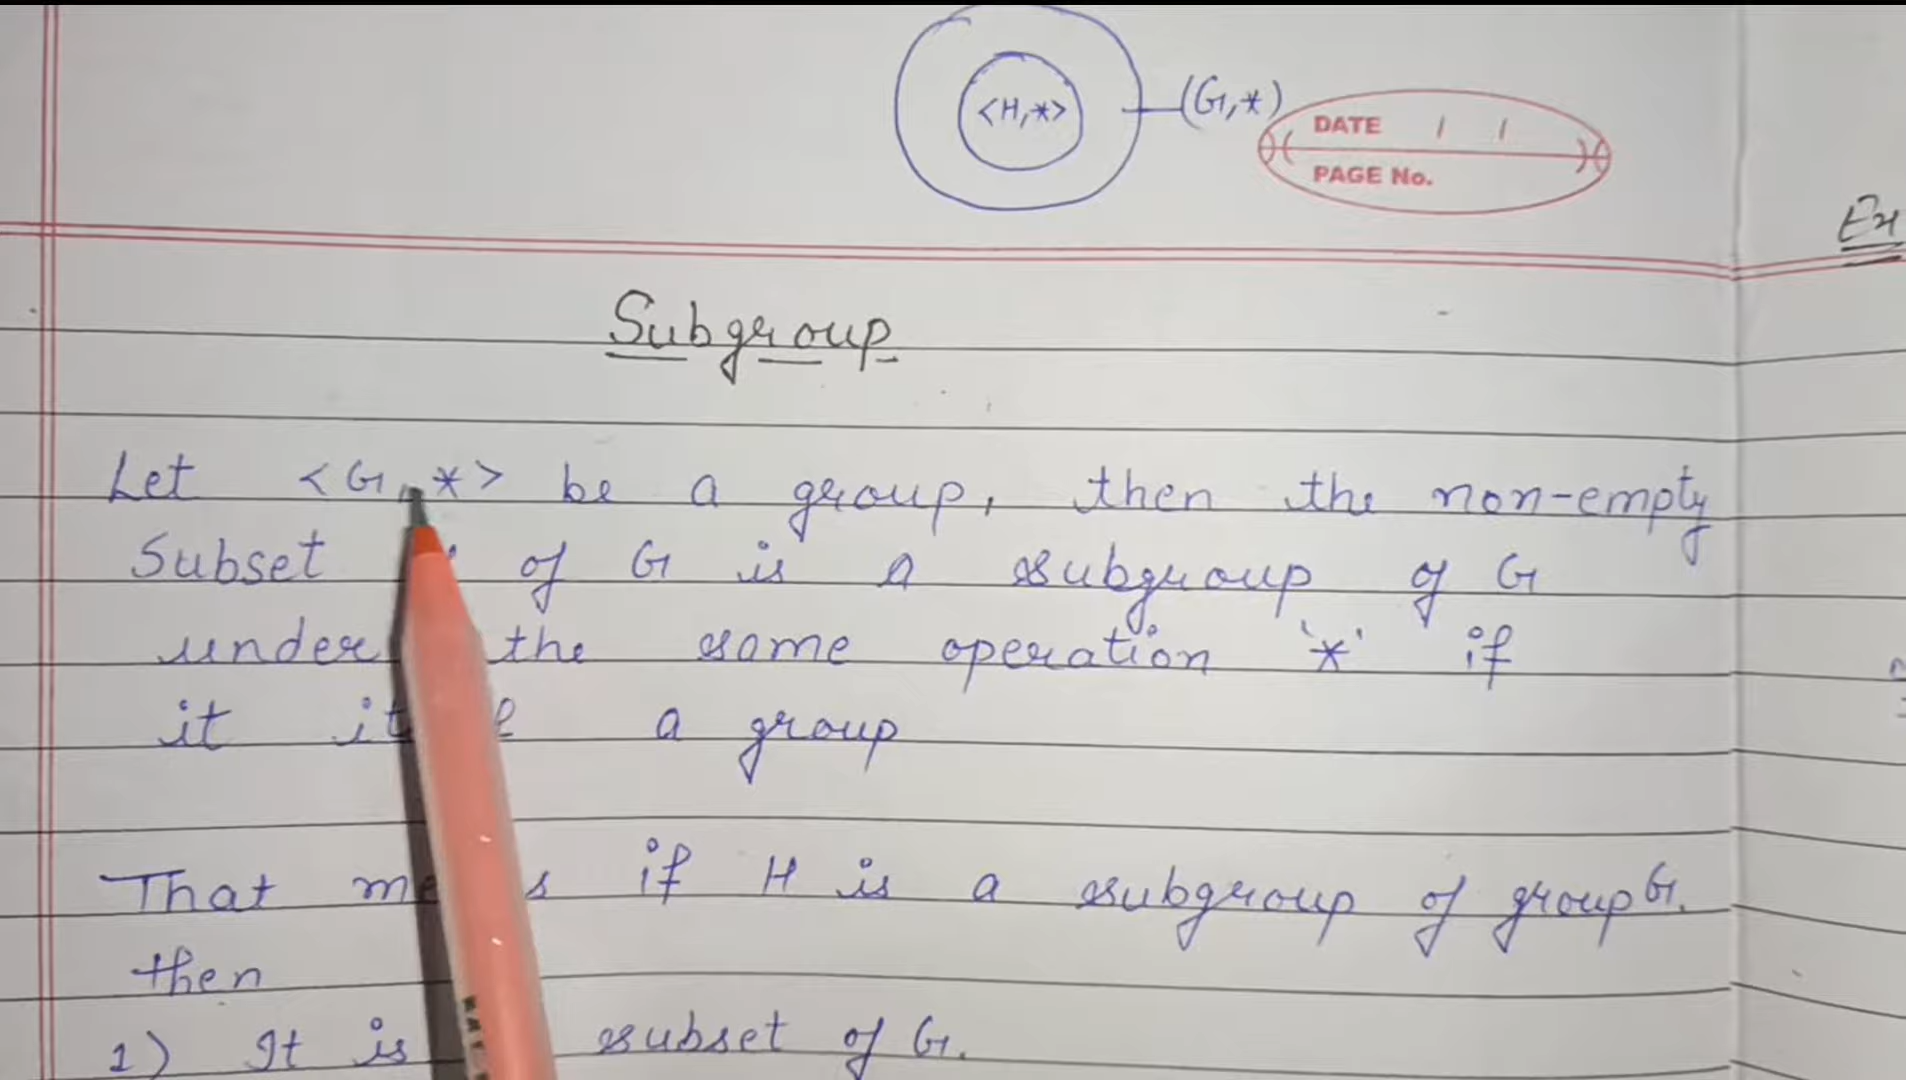 <H,*>
(G,*)
DATE / /
PAGE No.
Ex
Subgroup
Let <G,*> be a group, then the non-empty
Subset of G is a subgroup of G
under the same operation '*' if
it a group
That if H is a subgroup of group G.
then
1) It is subset of G.